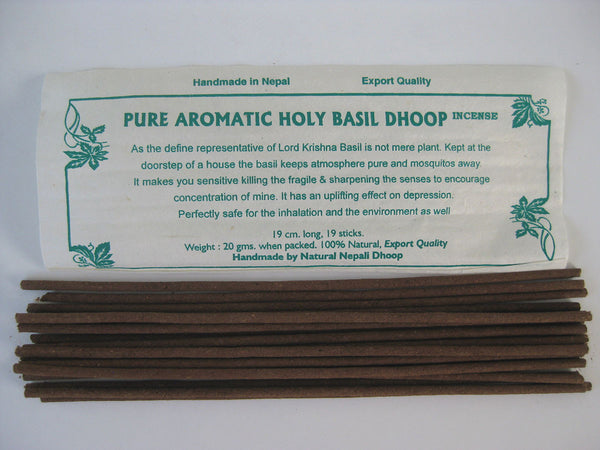 Handmade in Nepal Export Quality
PURE AROMATIC HOLY BASIL DHOOP INCENSE
As the define representative of Lord Krishna Basil is not mere plant. Kept at the
doorstep of a house the basil keeps atmosphere pure and mosquitos away.
It makes you sensitive killing the fragile & sharpening the senses to encourage
concentration of mine. It has an uplifting effect on depression.
Perfectly safe for the inhalation and the environment as well
19 cm. long, 19 sticks.
Weight : 20 gms. when packed. 100% Natural, Export Quality
Handmade by Natural Nepali Dhoop